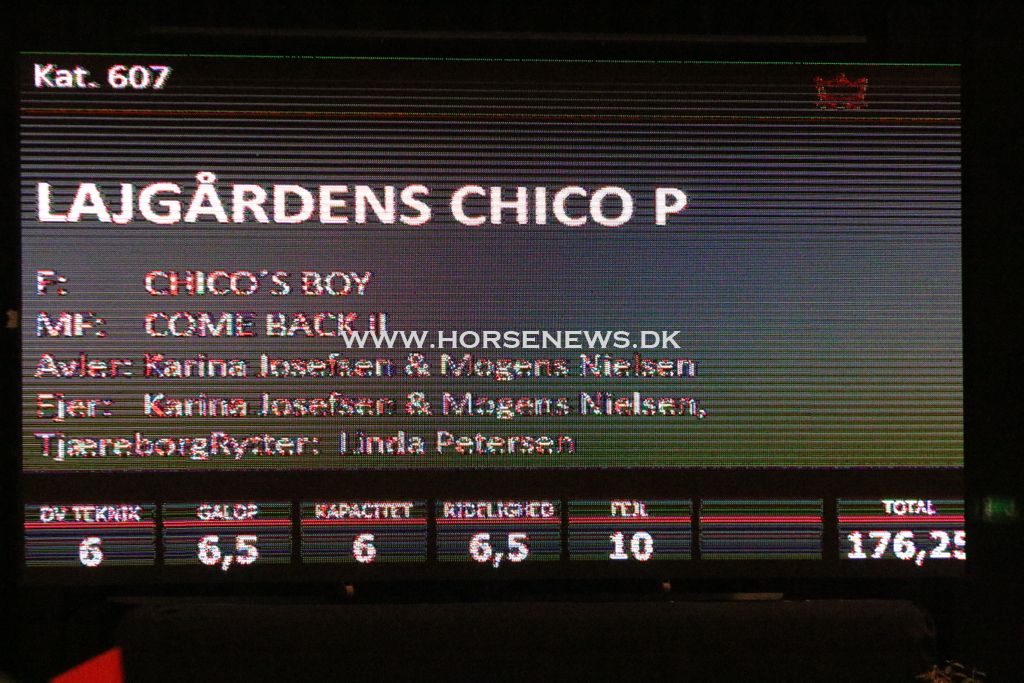 Kat. 607
LAJGÅRDENS CHICO P
F: CHICO´S BOY
MF: COME BACK II
WWW.HORSENEWS.DK
Avler: Karina Josefsen & Mogens Nielsen
Ejer: Karina Josefsen & Mogens Nielsen,
TjæreborgRytter: Linda Petersen
DV TEKNIK GALOP KAPACITET RIDELIGHED FEJL TOTAL
6 6,5 6 6,5 10 176,25